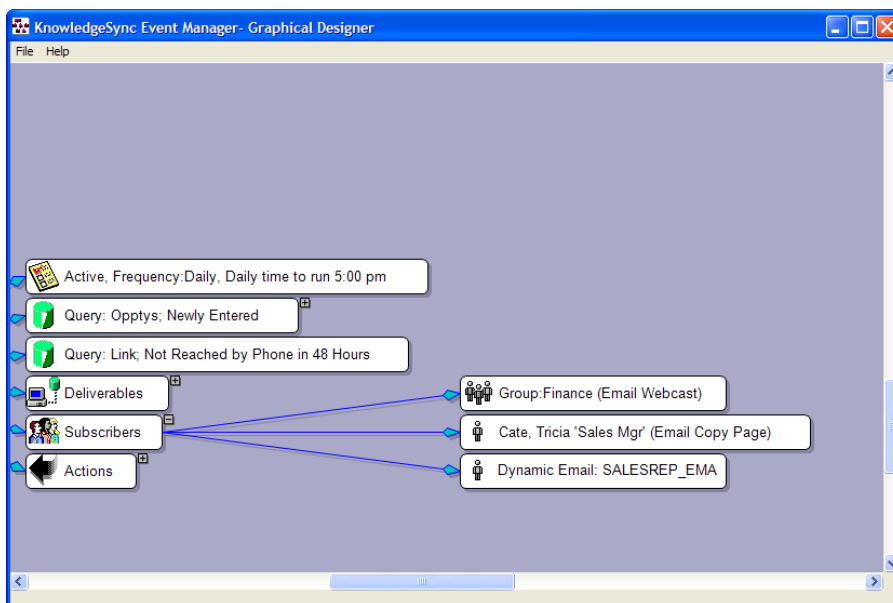 KnowledgeSync Event Manager- Graphical Designer
File Help
Active, Frequency:Daily, Daily time to run 5:00 pm
Query: Opptys; Newly Entered
Query: Link; Not Reached by Phone in 48 Hours
Deliverables
Group:Finance (Email Webcast)
Subscribers
Cate, Tricia 'Sales Mgr' (Email Copy Page)
Actions
Dynamic Email: SALESREP_EMA